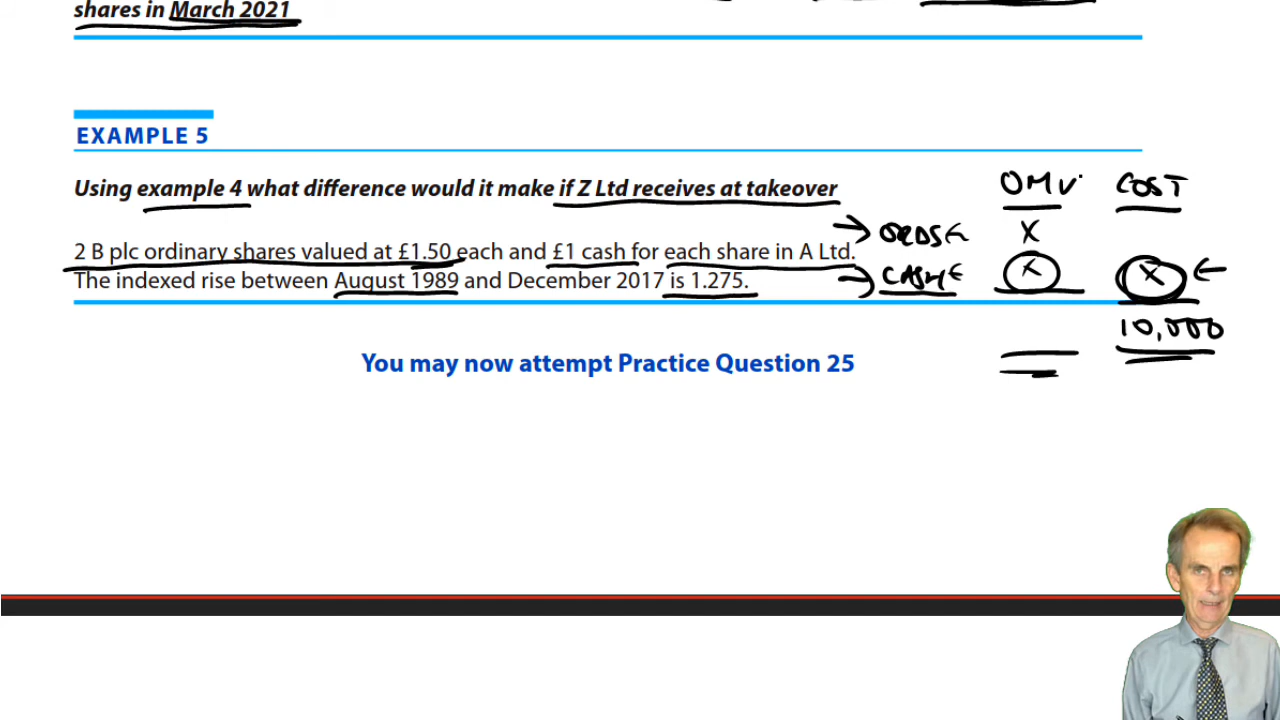 shares in March 2021
EXAMPLE 5
Using example 4 what difference would it make if Z Ltd receives at takeover
OMV COST
2 B plc ordinary shares valued at £1.50 each and £1 cash for each share in A Ltd.
→ ORDS X
The indexed rise between August 1989 and December 2017 is 1.275.
→ CASH X X ←
10,000
You may now attempt Practice Question 25